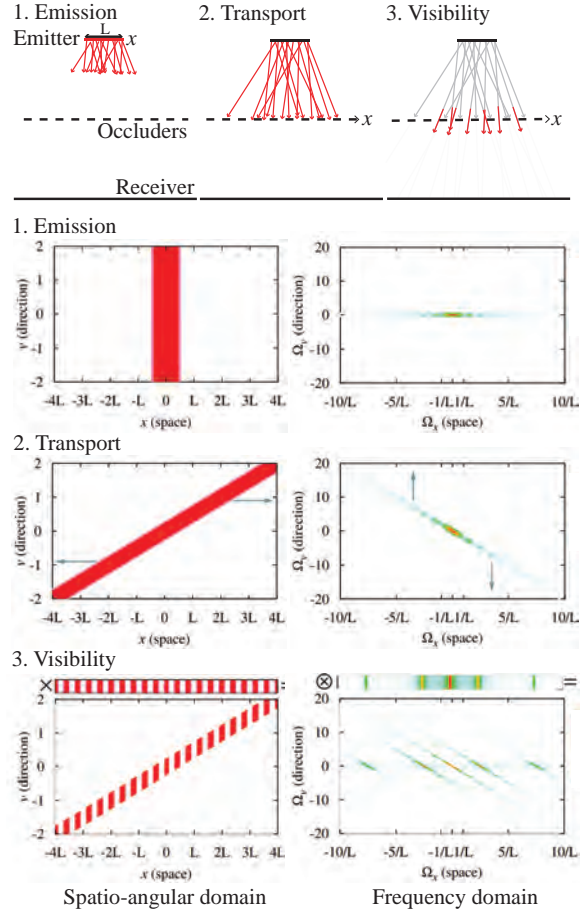 1. Emission 2. Transport 3. Visibility
Emitter L x
x x
Occluders
Receiver
1. Emission
2 20
1 10
0 0
-1 -10
-2 -20
v (direction) Ωv (direction)
-4L -3L -2L -L 0 L 2L 3L 4L -10/L -5/L -1/L 1/L 5/L 10/L
x (space) Ωx (space)
2. Transport
2 20
1 10
0 0
-1 -10
-2 -20
v (direction) Ωv (direction)
-4L -3L -2L -L 0 L 2L 3L 4L -10/L -5/L -1/L 1/L 5/L 10/L
x (space) Ωx (space)
3. Visibility
× = ⊗ =
2 20
1 10
0 0
-1 -10
-2 -20
v (direction) Ωv (direction)
-4L -3L -2L -L 0 L 2L 3L 4L -10/L -5/L -1/L 1/L 5/L 10/L
x (space) Ωx (space)
Spatio-angular domain Frequency domain